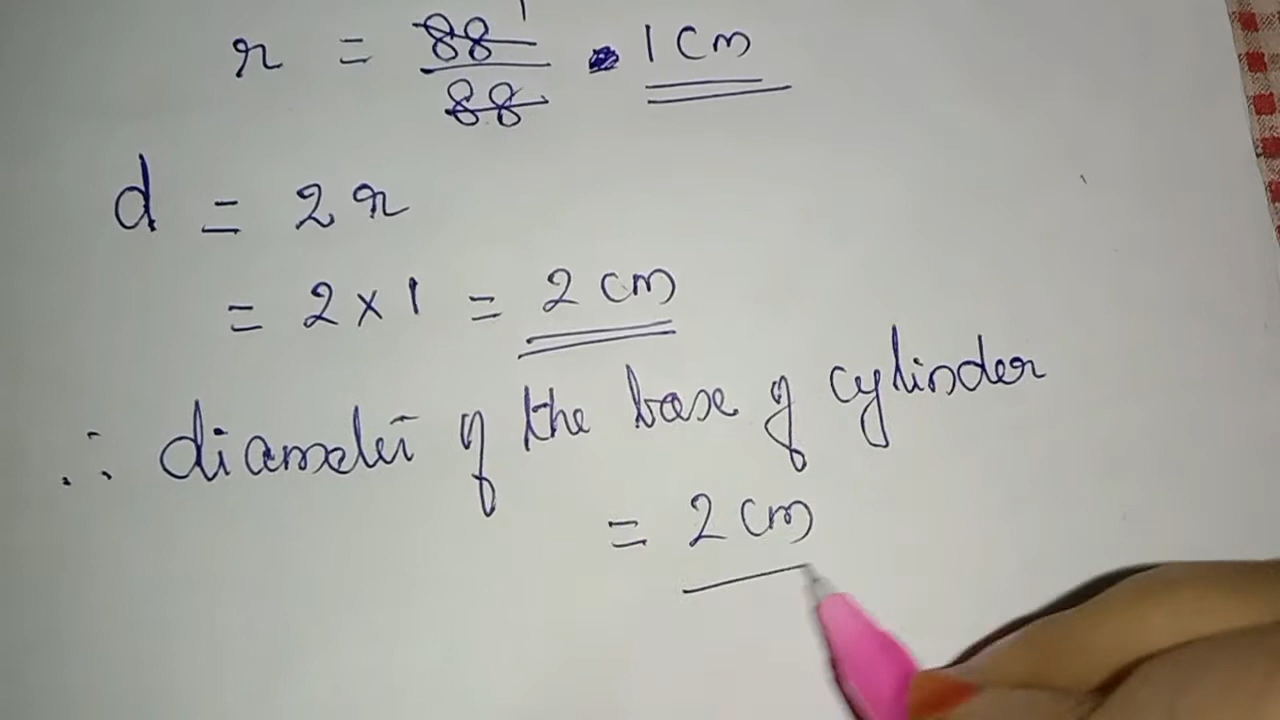 r = 88/88 1 cm
d = 2r
= 2 x 1 = 2 cm
∴ diameter of the base of cylinder
= 2 cm